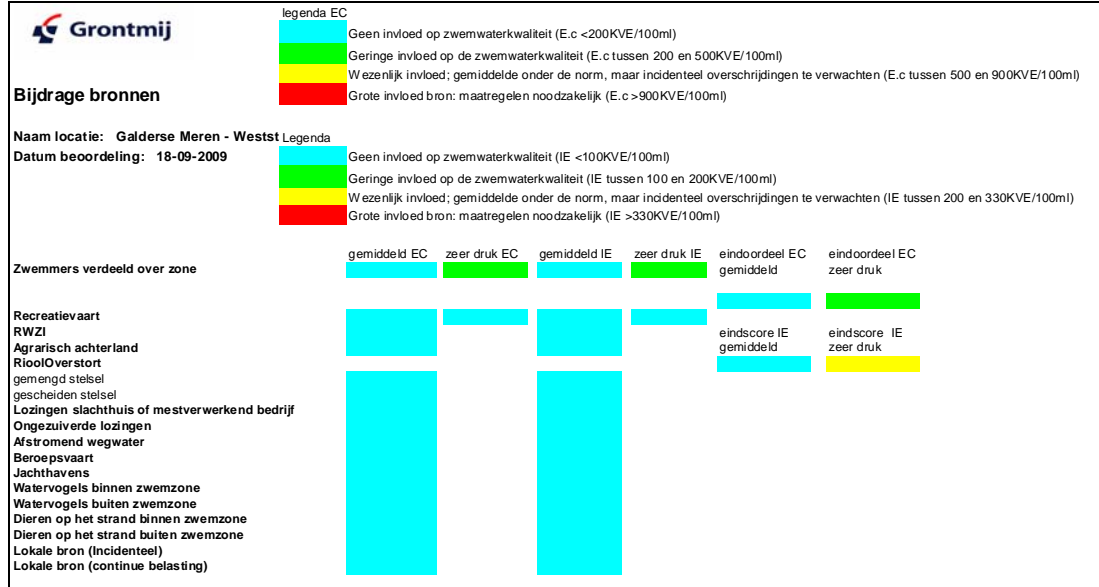 Grontmij
legenda EC
Geen invloed op zwemwaterkwaliteit (E.c <200KVE/100ml)
Geringe invloed op de zwemwaterkwaliteit (E.c tussen 200 en 500KVE/100ml)
Wezenlijk invloed; gemiddelde onder de norm, maar incidenteel overschrijdingen te verwachten (E.c tussen 500 en 900KVE/100ml)
Bijdrage bronnen
Grote invloed bron: maatregelen noodzakelijk (E.c >900KVE/100ml)
Naam locatie: Galderse Meren - Westst
Legenda
Datum beoordeling: 18-09-2009
Geen invloed op zwemwaterkwaliteit (IE <100KVE/100ml)
Geringe invloed op de zwemwaterkwaliteit (IE tussen 100 en 200KVE/100ml)
Wezenlijk invloed; gemiddelde onder de norm, maar incidenteel overschrijdingen te verwachten (IE tussen 200 en 330KVE/100ml)
Grote invloed bron: maatregelen noodzakelijk (IE >330KVE/100ml)
gemiddeld EC zeer druk EC gemiddeld IE zeer druk IE eindoordeel EC eindoordeel EC
Zwemmers verdeeld over zone gemiddeld zeer druk
Recreatievaart
RWZI eindscore IE eindscore IE
Agrarisch achterland gemiddeld zeer druk
RioolOverstort
gemengd stelsel
gescheiden stelsel
Lozingen slachthuis of mestverwerkend bedrijf
Ongezuiverde lozingen
Afstromend wegwater
Beroepsvaart
Jachthavens
Watervogels binnen zwemzone
Watervogels buiten zwemzone
Dieren op het strand binnen zwemzone
Dieren op het strand buiten zwemzone
Lokale bron (Incidenteel)
Lokale bron (continue belasting)